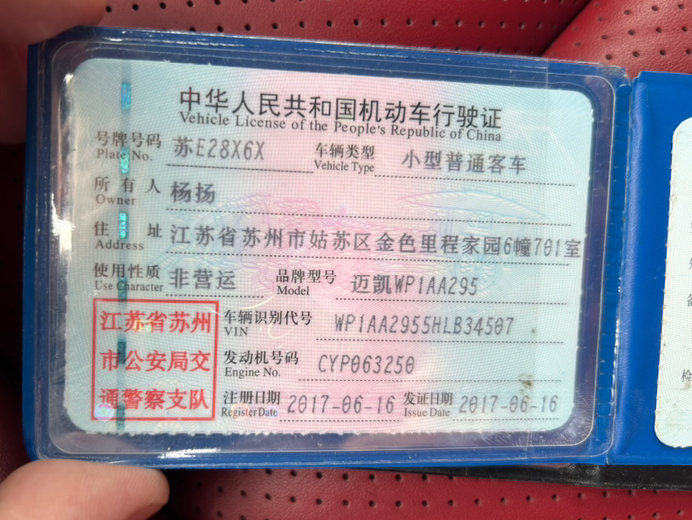 中华人民共和国机动车行驶证
Vehicle License of the People's Republic of China
号牌号码 苏E28X6X 车辆类型 小型普通客车
Plate No. Vehicle Type
所有人 杨扬
Owner
住址 江苏省苏州市姑苏区金色里程家园6幢701室
Address
使用性质 非营运 品牌型号 迈凯WP1AA295
Use Character Model
江苏省苏州 车辆识别代号 WP1AA2955HLB34507
VIN
市公安局交 发动机号码 CYP063250
Engine No.
通警察支队 注册日期 2017-06-16 发证日期 2017-06-16
Register Date Issue Date